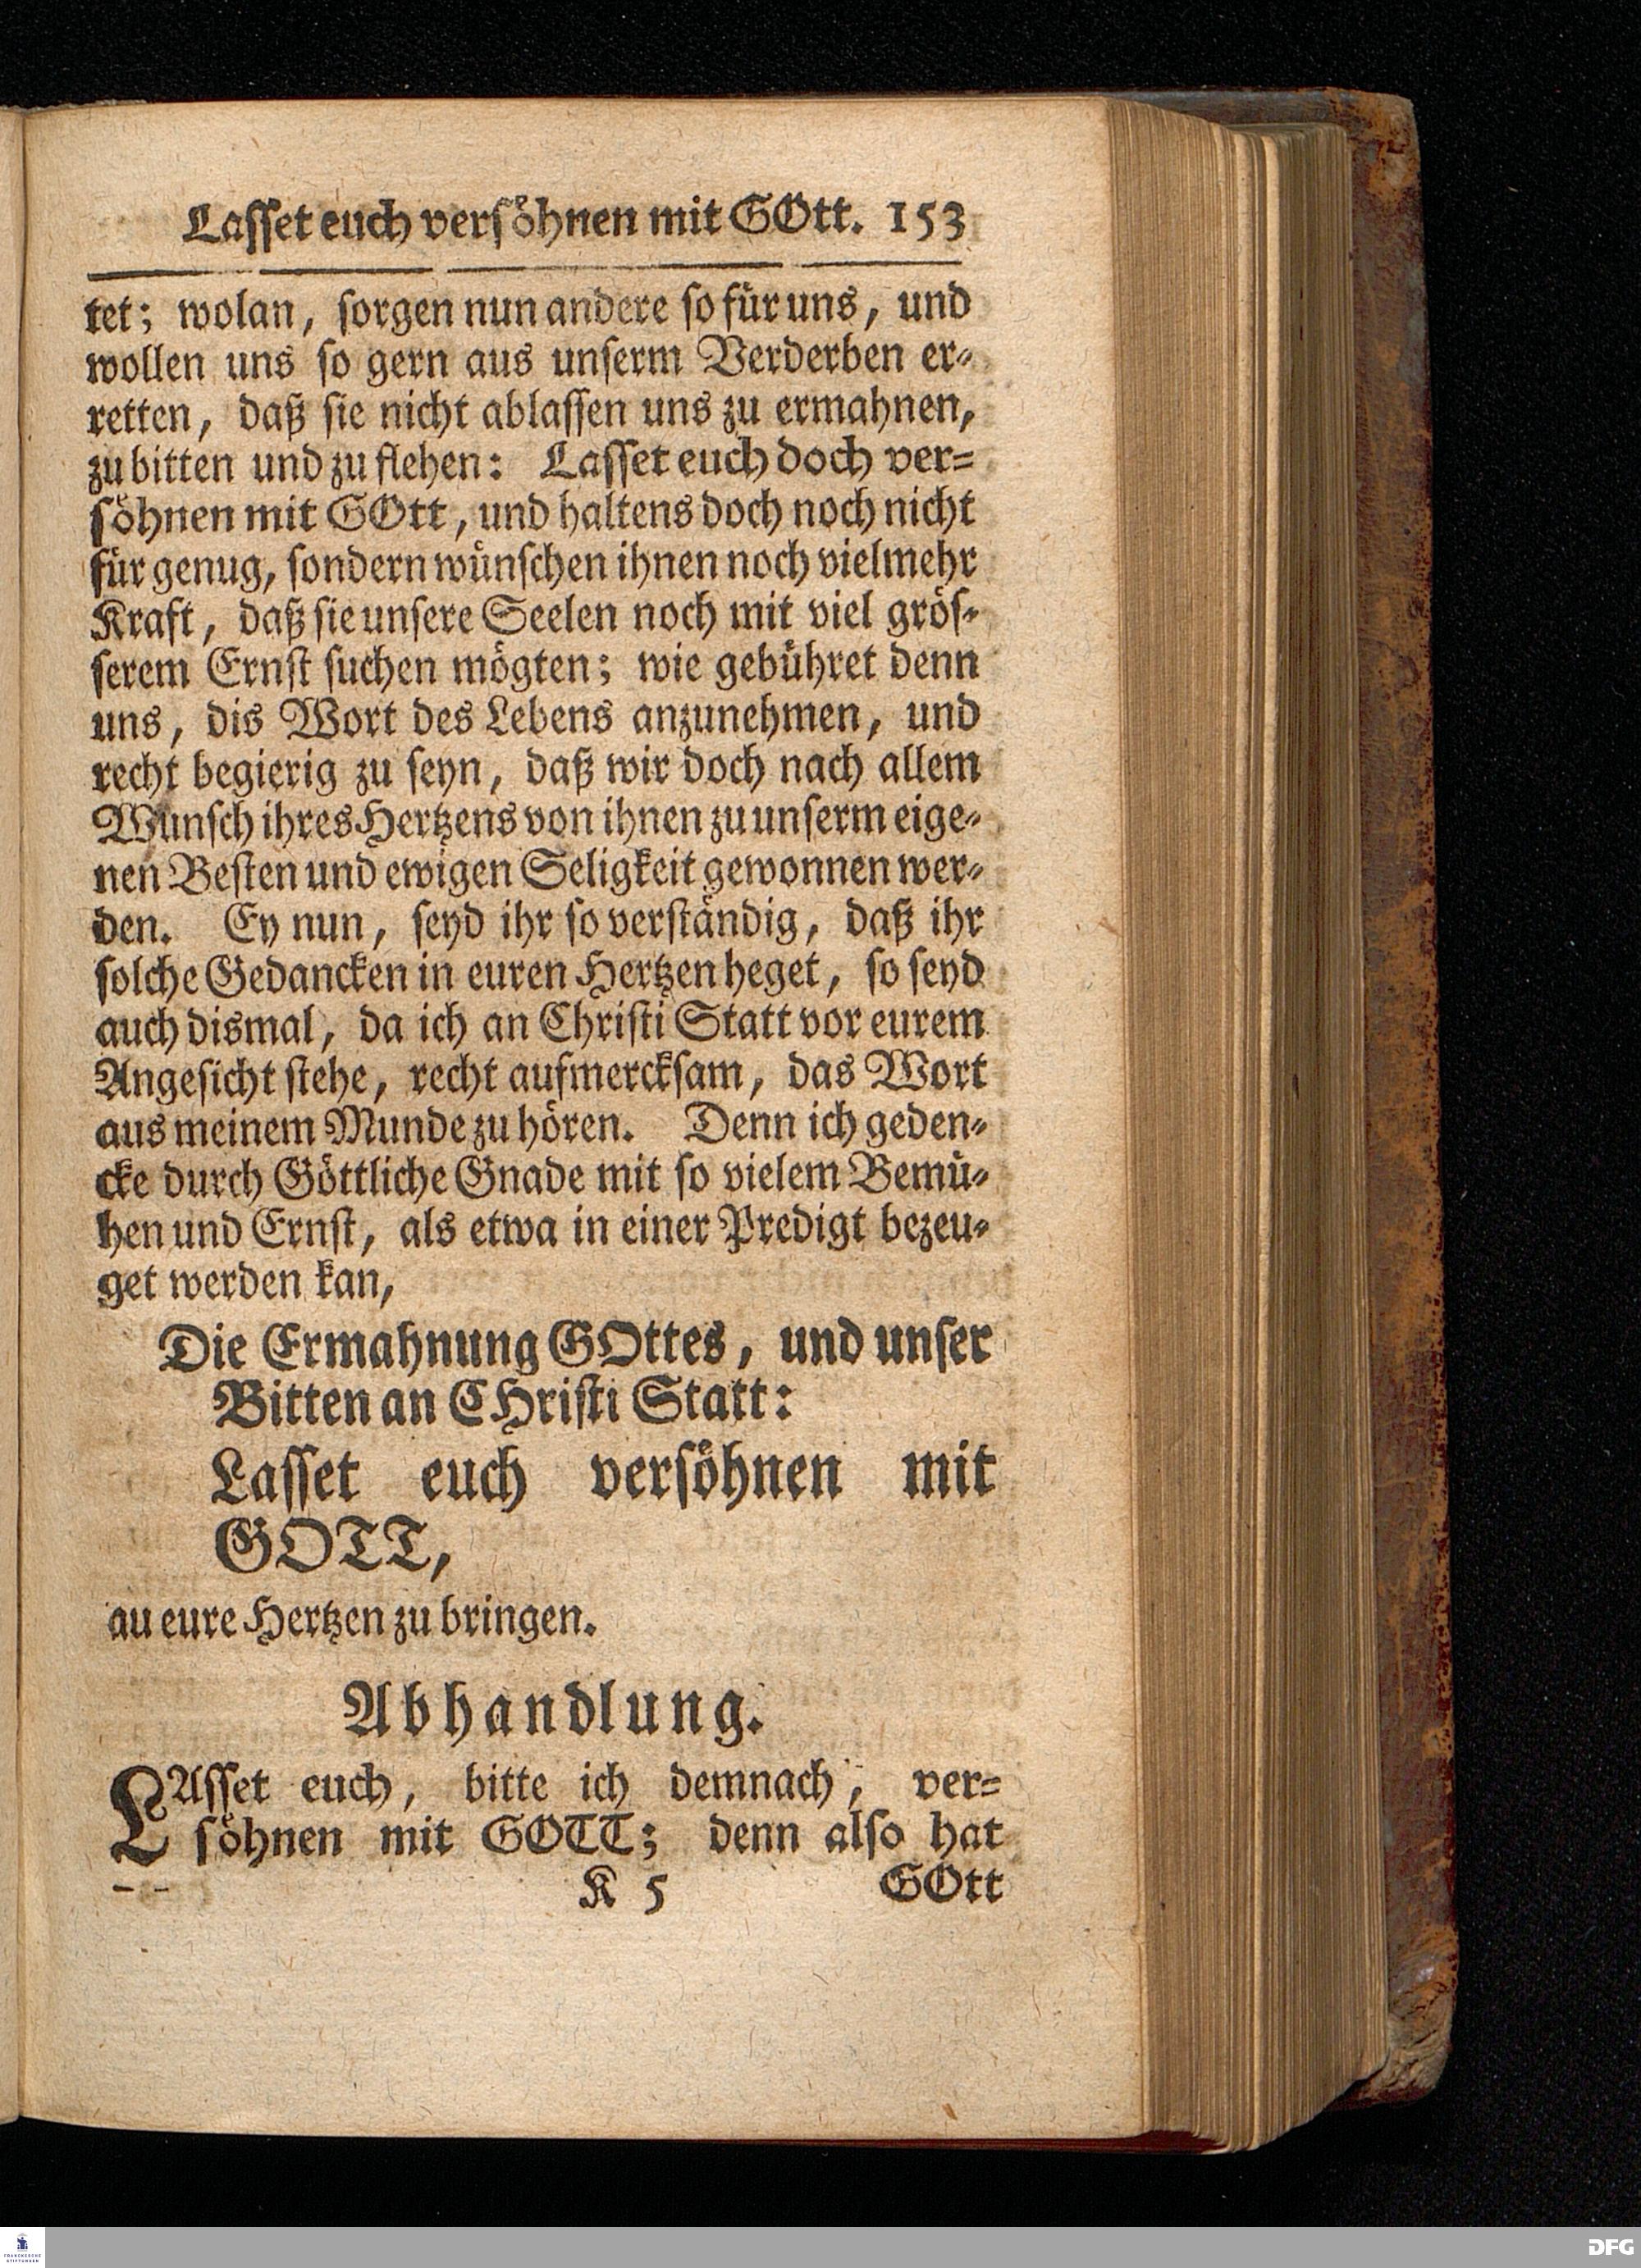 Lasset euch versöhnen mit GOtt. 153
tet; wolan, sorgen nun andere so für uns, und
wollen uns so gern aus unserm Verderben er-
retten, daß sie nicht ablassen uns zu ermahnen,
zu bitten und zu flehen: Lasset euch doch ver-
söhnen mit GOtt, und haltens doch noch nicht
für genug, sondern wünschen ihnen noch vielmehr
Kraft, daß sie unsere Seelen noch mit viel grös-
serem Ernst suchen mögten; wie gebühret denn
uns, dis Wort des Lebens anzunehmen, und
recht begierig zu seyn, daß wir doch nach allem
Wunsch ihres Hertzens von ihnen zu unserm eige-
nen Besten und ewigen Seligkeit gewonnen wer-
den. Ey nun, seyd ihr so verständig, daß ihr
solche Gedancken in euren Hertzen heget, so seyd
auch dismal, da ich an Christi Statt vor eurem
Angesicht stehe, recht aufmercksam, das Wort
aus meinem Munde zu hören. Denn ich geden-
cke durch Göttliche Gnade mit so vielem Bemü-
hen und Ernst, als etwa in einer Predigt bezeu-
get werden kan,
Die Ermahnung GOttes, und unser
Bitten an CHristi Statt:
Lasset euch versöhnen mit
GOTT,
au eure Hertzen zu bringen.
Abhandlung.
LAsset euch, bitte ich demnach, ver-
söhnen mit GOTT; denn also hat
K 5 GOtt
FRANCKESCHE
STIFTUNGEN
DFG